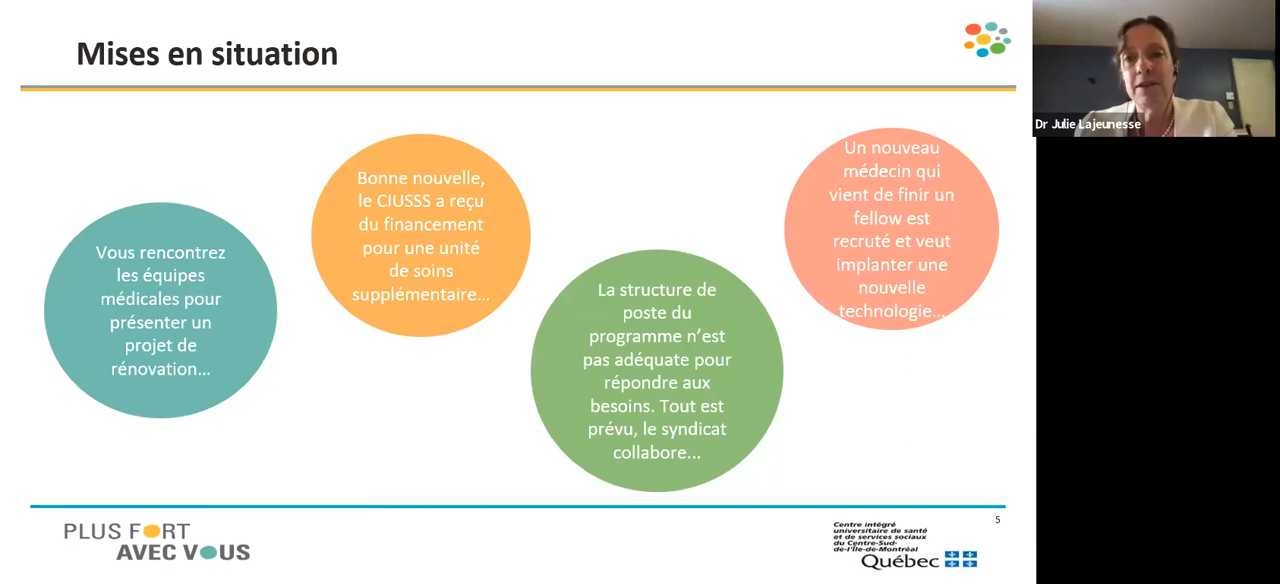 Mises en situation
Dr Julie Lajeunesse
Vous rencontrez
les équipes
médicales pour
présenter un
projet de
rénovation...
Bonne nouvelle,
le CIUSSS a reçu
du financement
pour une unité
de soins
supplémentaire...
La structure de
poste du
programme n’est
pas adéquate pour
répondre aux
besoins. Tout est
prévu, le syndicat
collabore...
Un nouveau
médecin qui
vient de finir un
fellow est
recruté et veut
implanter une
nouvelle
technologie...
5
PLUS FORT
AVEC VOUS
Centre intégré
universitaire de santé
et de services sociaux
du Centre-Sud-
de-l’Île-de-Montréal
Québec